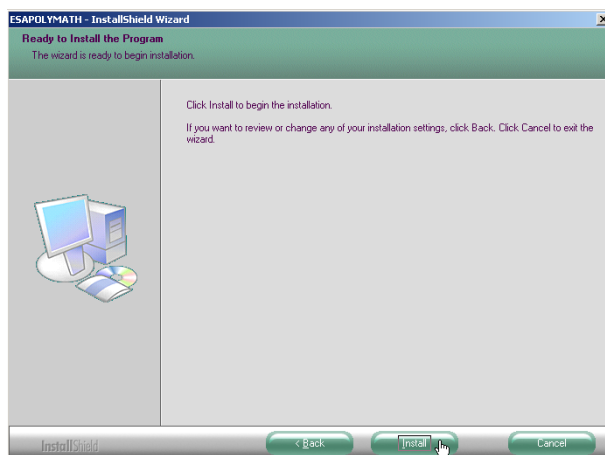 ESAPOLYMATH - InstallShield Wizard
Ready to Install the Program
The wizard is ready to begin installation.
Click Install to begin the installation.
If you want to review or change any of your installation settings, click Back. Click Cancel to exit the
wizard.
InstallShield
< Back
Install
Cancel